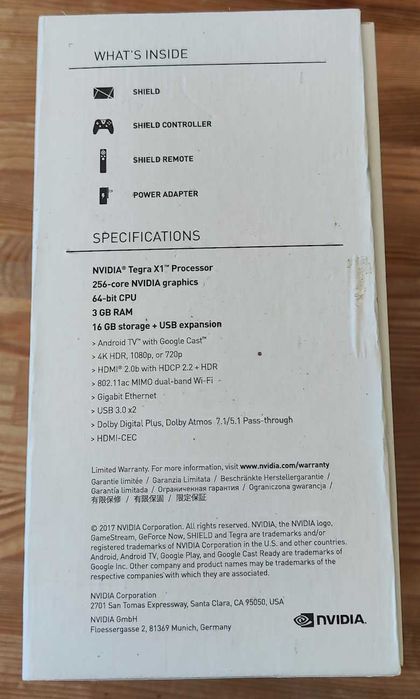 WHAT'S INSIDE
SHIELD
SHIELD CONTROLLER
SHIELD REMOTE
POWER ADAPTER
SPECIFICATIONS
NVIDIA® Tegra X1™ Processor
256-core NVIDIA graphics
64-bit CPU
3 GB RAM
16 GB storage + USB expansion
> Android TV™ with Google Cast™
> 4K HDR, 1080p, or 720p
> HDMI® 2.0b with HDCP 2.2 + HDR
> 802.11ac MIMO dual-band Wi-Fi
> Gigabit Ethernet
> USB 3.0 x2
> Dolby Digital Plus, Dolby Atmos 7.1/5.1 Pass-through
> HDMI-CEC
Limited Warranty. For more information, visit www.nvidia.com/warranty
Garantie limitée / Garanzia Limitata / Beschränkte Herstellergarantie /
Garantía limitada / Ограниченная гарантия / Ograniczona gwarancja /
有限保修 / 有限保固 / 限定保証
© 2017 NVIDIA Corporation. All rights reserved. NVIDIA, the NVIDIA logo,
GameStream, GeForce Now, SHIELD and Tegra are trademarks and/or
registered trademarks of NVIDIA Corporation in the U.S. and other countries.
Android, Android TV, Google Play, and Google Cast Ready are trademarks of
Google Inc. Other company and product names may be trademarks of the
respective companies with which they are associated.
NVIDIA Corporation
2701 San Tomas Expressway, Santa Clara, CA 95050, USA
NVIDIA GmbH
Floessergasse 2, 81369 Munich, Germany
NVIDIA.